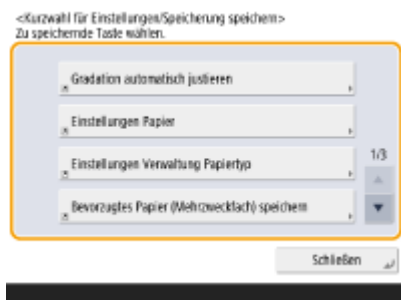 <Kurzwahl für Einstellungen/Speicherung speichern>
Zu speichernde Taste wählen.
Gradation automatisch justieren
Einstellungen Papier
Einstellungen Verwaltung Papiertyp
1/3
Bevorzugtes Papier (Mehrzweckfach) speichern
Schließen